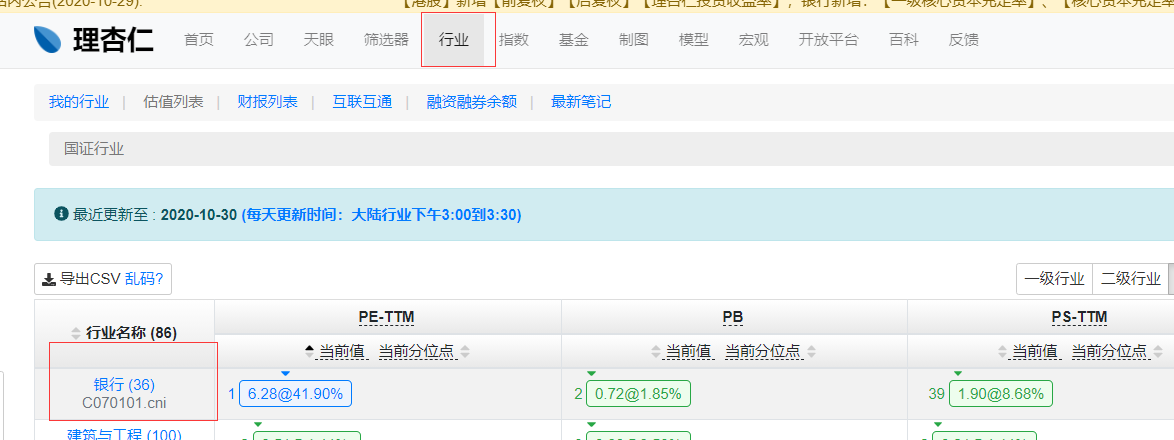 站内公告(2020-10-29): 【港股】新增【前复权】【后复权】【理杏仁投资收益率】, 银行新增: 【一级核心资本充足率】、【核心资本充足率
理杏仁 首页 公司 天眼 筛选器 行业 指数 基金 制图 模型 宏观 开放平台 百科 反馈
我的行业 | 估值列表 | 财报列表 | 互联互通 | 融资融券余额 | 最新笔记
国证行业
最近更新至 : 2020-10-30 (每天更新时间：大陆行业下午3:00到3:30)
导出CSV 乱码? 一级行业 二级行业
行业名称 (86) PE-TTM PB PS-TTM
当前值 当前分位点 当前值 当前分位点 当前值 当前分位点
银行 (36) 1 6.28@41.90% 2 0.72@1.85% 39 1.90@8.68%
C070101.cni
建筑与工程 (100)